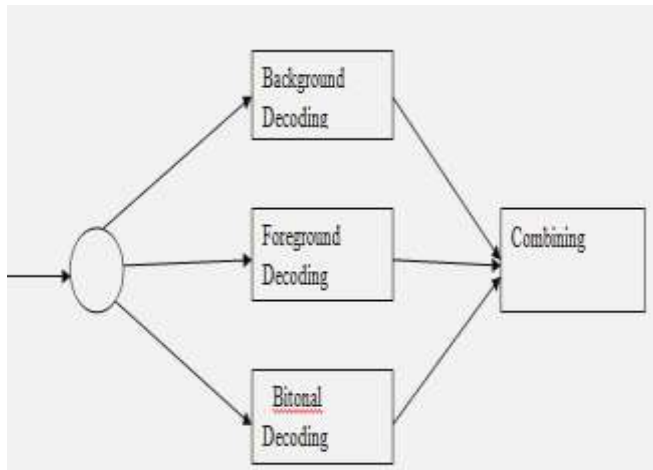 Background
Decoding
Foreground
Decoding
Combining
Bitonal
Decoding